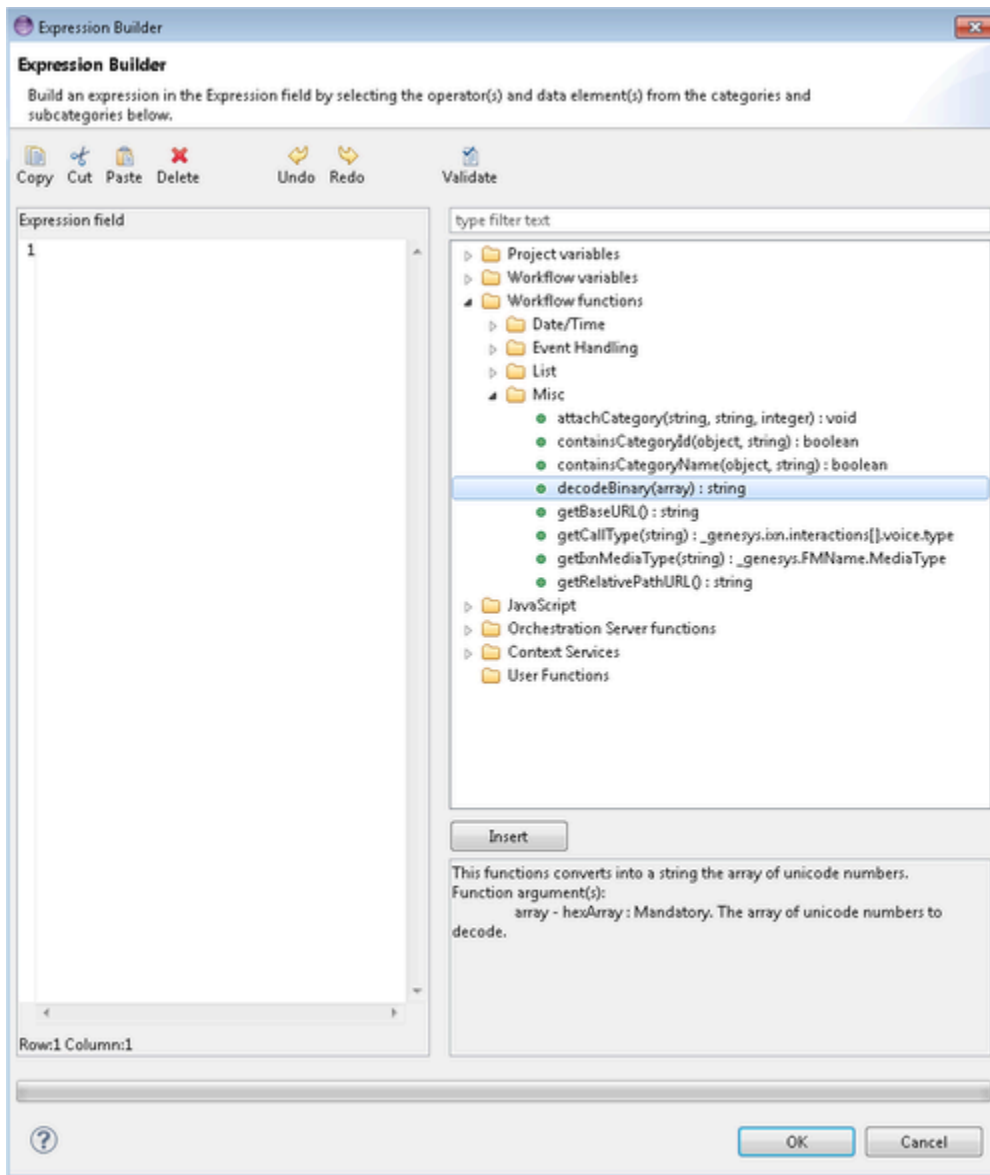 Expression Builder
Expression Builder
Build an expression in the Expression field by selecting the operator(s) and data element(s) from the categories and
subcategories below.
Copy Cut Paste Delete Undo Redo Validate
Expression field
1
Row:1 Column:1
type filter text
Project variables
Workflow variables
Workflow functions
Date/Time
Event Handling
List
Misc
attachCategory(string, string, integer) : void
containsCategoryId(object, string) : boolean
containsCategoryName(object, string) : boolean
decodeBinary(array) : string
getBaseURL() : string
getCallType(string) : _genesys.ixn.interactions[].voice.type
getIxnMediaType(string) : _genesys.FMName.MediaType
getRelativePathURL() : string
JavaScript
Orchestration Server functions
Context Services
User Functions
Insert
This functions converts into a string the array of unicode numbers.
Function argument(s):
array - hexArray : Mandatory. The array of unicode numbers to
decode.
?
OK Cancel